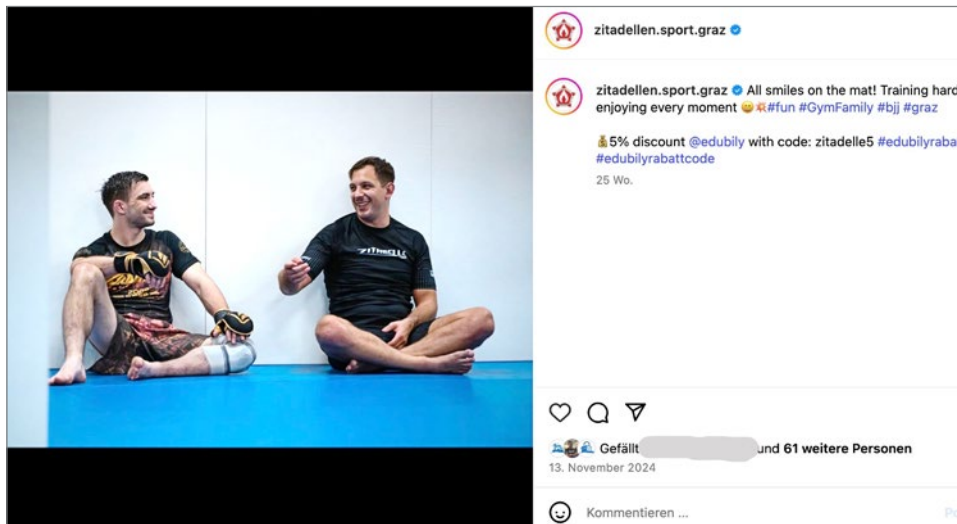 zitadellen.sport.graz
zitadellen.sport.graz All smiles on the mat! Training hard
enjoying every moment 😄💥#fun #GymFamily #bjj #graz
💰5% discount @edubily with code: zitadelle5 #edubilyraba
#edubilyrabattcode
25 Wo.
ZITADELLE
Gefällt und 61 weitere Personen
13. November 2024
Kommentieren ...
Po